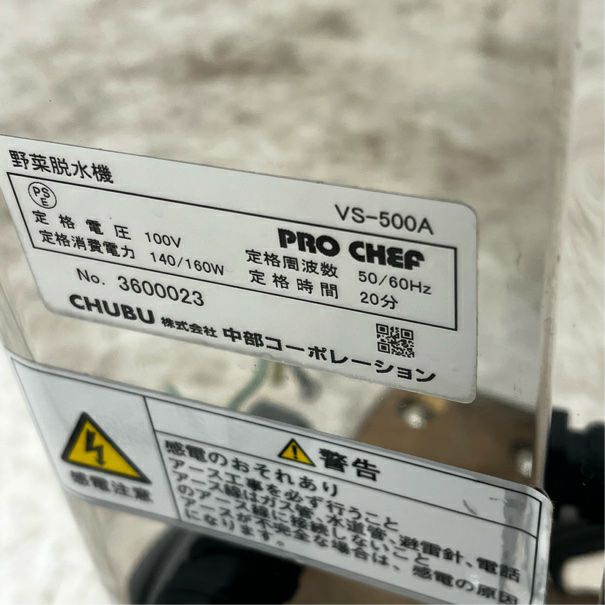 野菜脱水機 VS-500A
PS
E
PRO CHEF
定格電圧 100V 定格周波数 50/60Hz
定格消費電力 140/160W 定格時間 20分
No. 3600023
CHUBU 株式会社 中部コーポレーション
警告
感電注意
感電のおそれあり
アース工事を必ず行うこと
アース線はガス管、水道管、避雷針、電話
のアース線に接続しないこと
アースが不完全な場合は、感電の原因
になります。